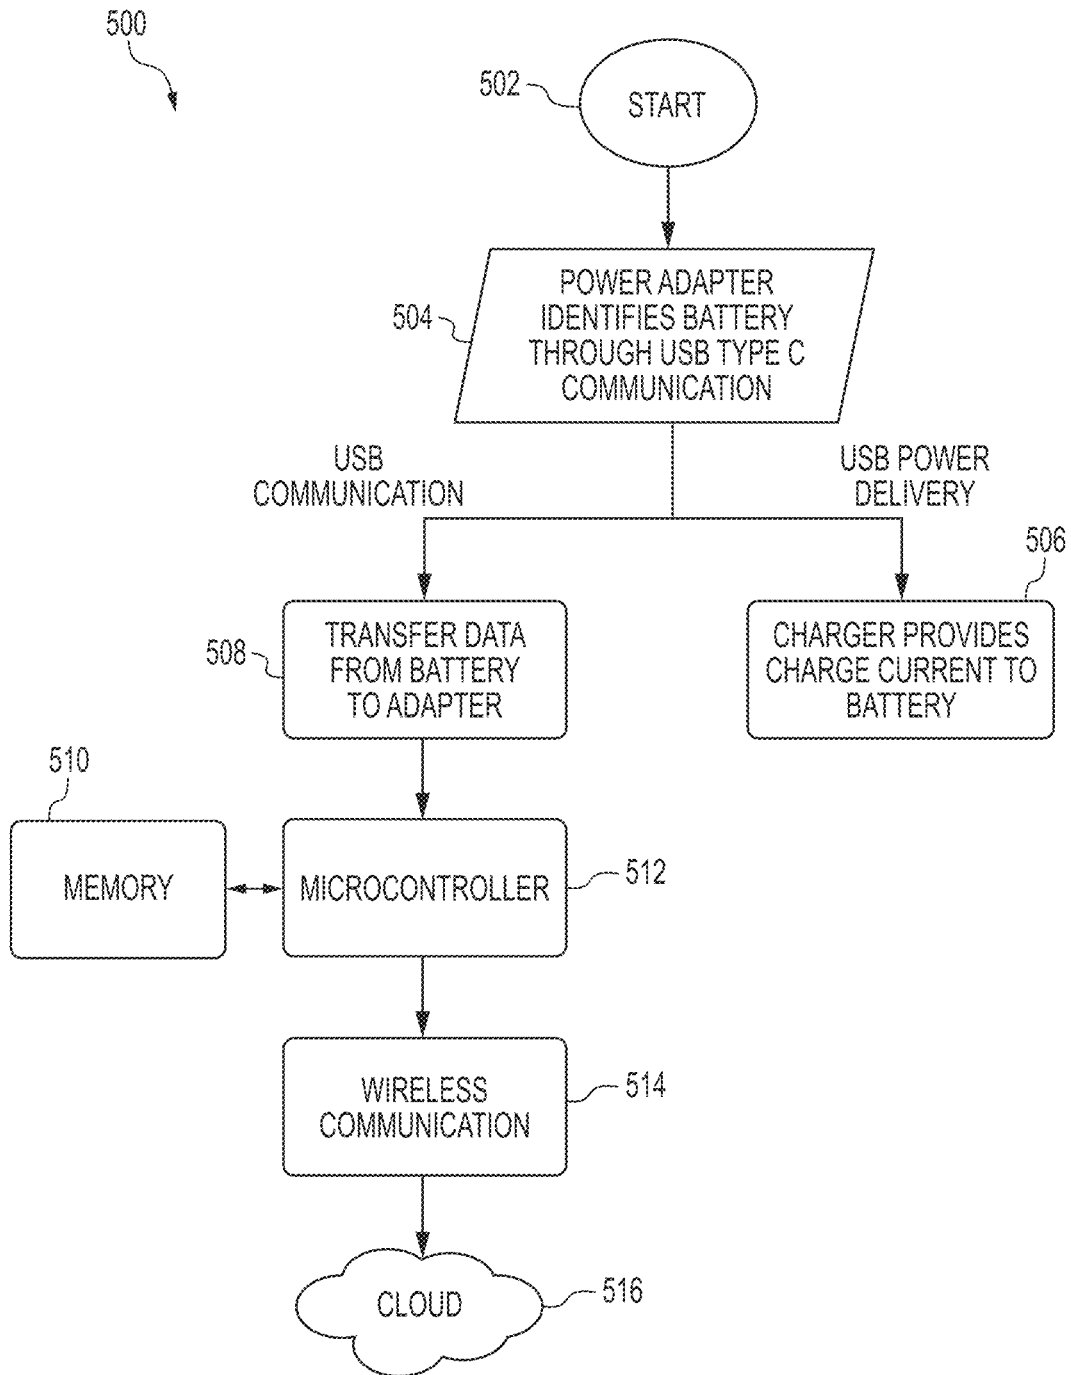 500
502
START
504
POWER ADAPTER
IDENTIFIES BATTERY
THROUGH USB TYPE C
COMMUNICATION
USB
COMMUNICATION
USB POWER
DELIVERY
506
508
TRANSFER DATA
FROM BATTERY
TO ADAPTER
CHARGER PROVIDES
CHARGE CURRENT TO
BATTERY
510
MEMORY
MICROCONTROLLER
512
WIRELESS
COMMUNICATION
514
CLOUD
516